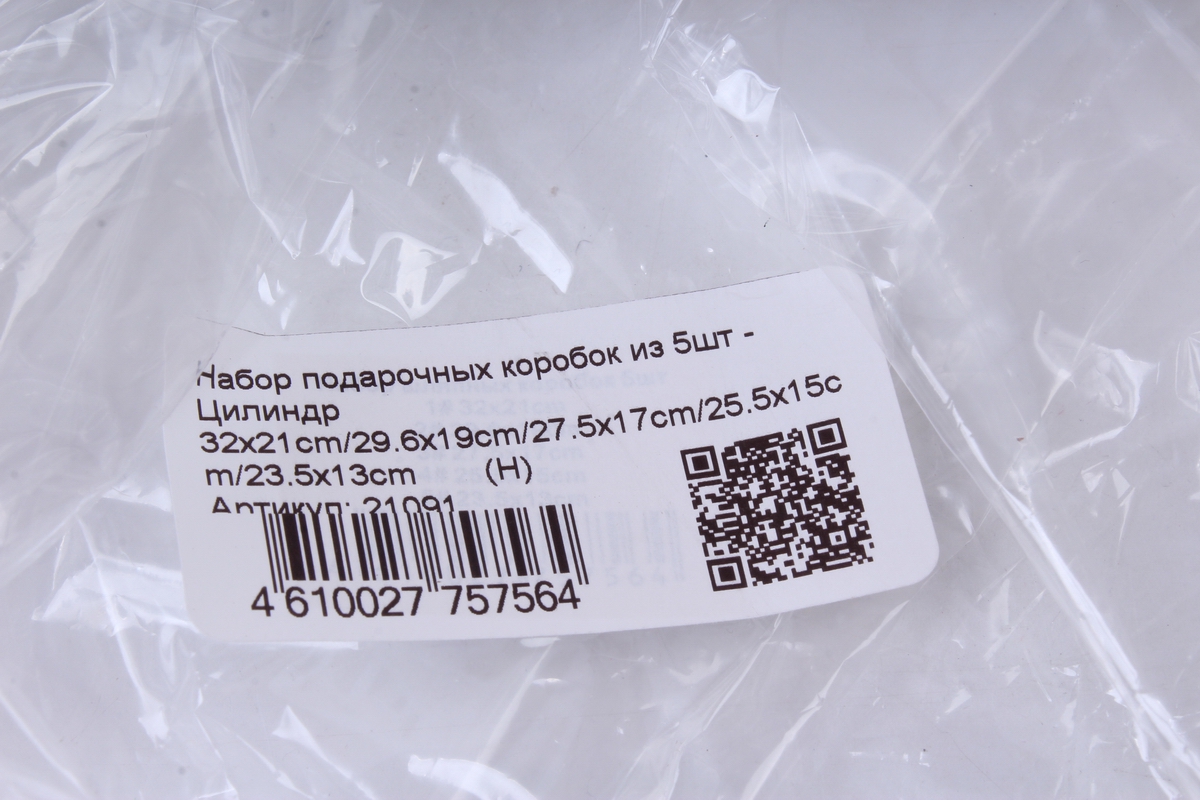 Набор подарочных коробок из 5шт -
Цилиндр
32x21cm/29.6x19cm/27.5x17cm/25.5x15c
m/23.5x13cm (H)
Артикул: 21091
4 610027 757564